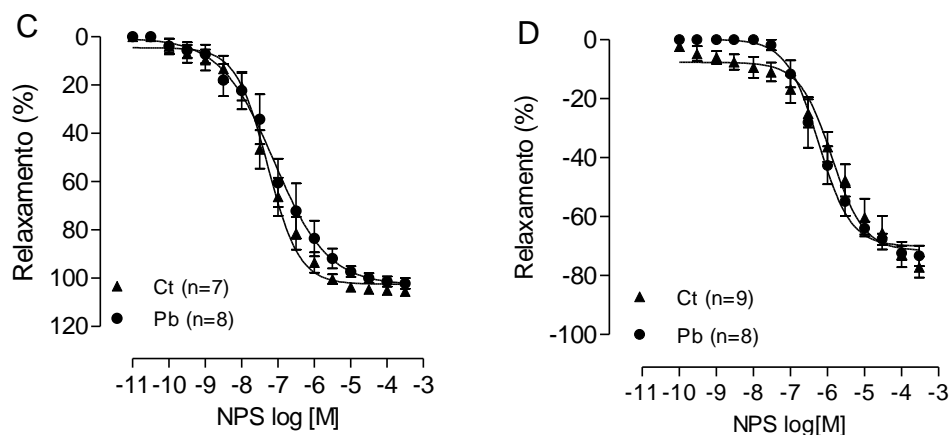 C
Relaxamento (%)
0
20
40
60
80
100
120
Ct (n=7)
Pb (n=8)
-11 -10 -9 -8 -7 -6 -5 -4 -3
NPS log [M]
D
Relaxamento (%)
0
-20
-40
-60
-80
-100
Ct (n=9)
Pb (n=8)
-11 -10 -9 -8 -7 -6 -5 -4 -3
NPS log[M]